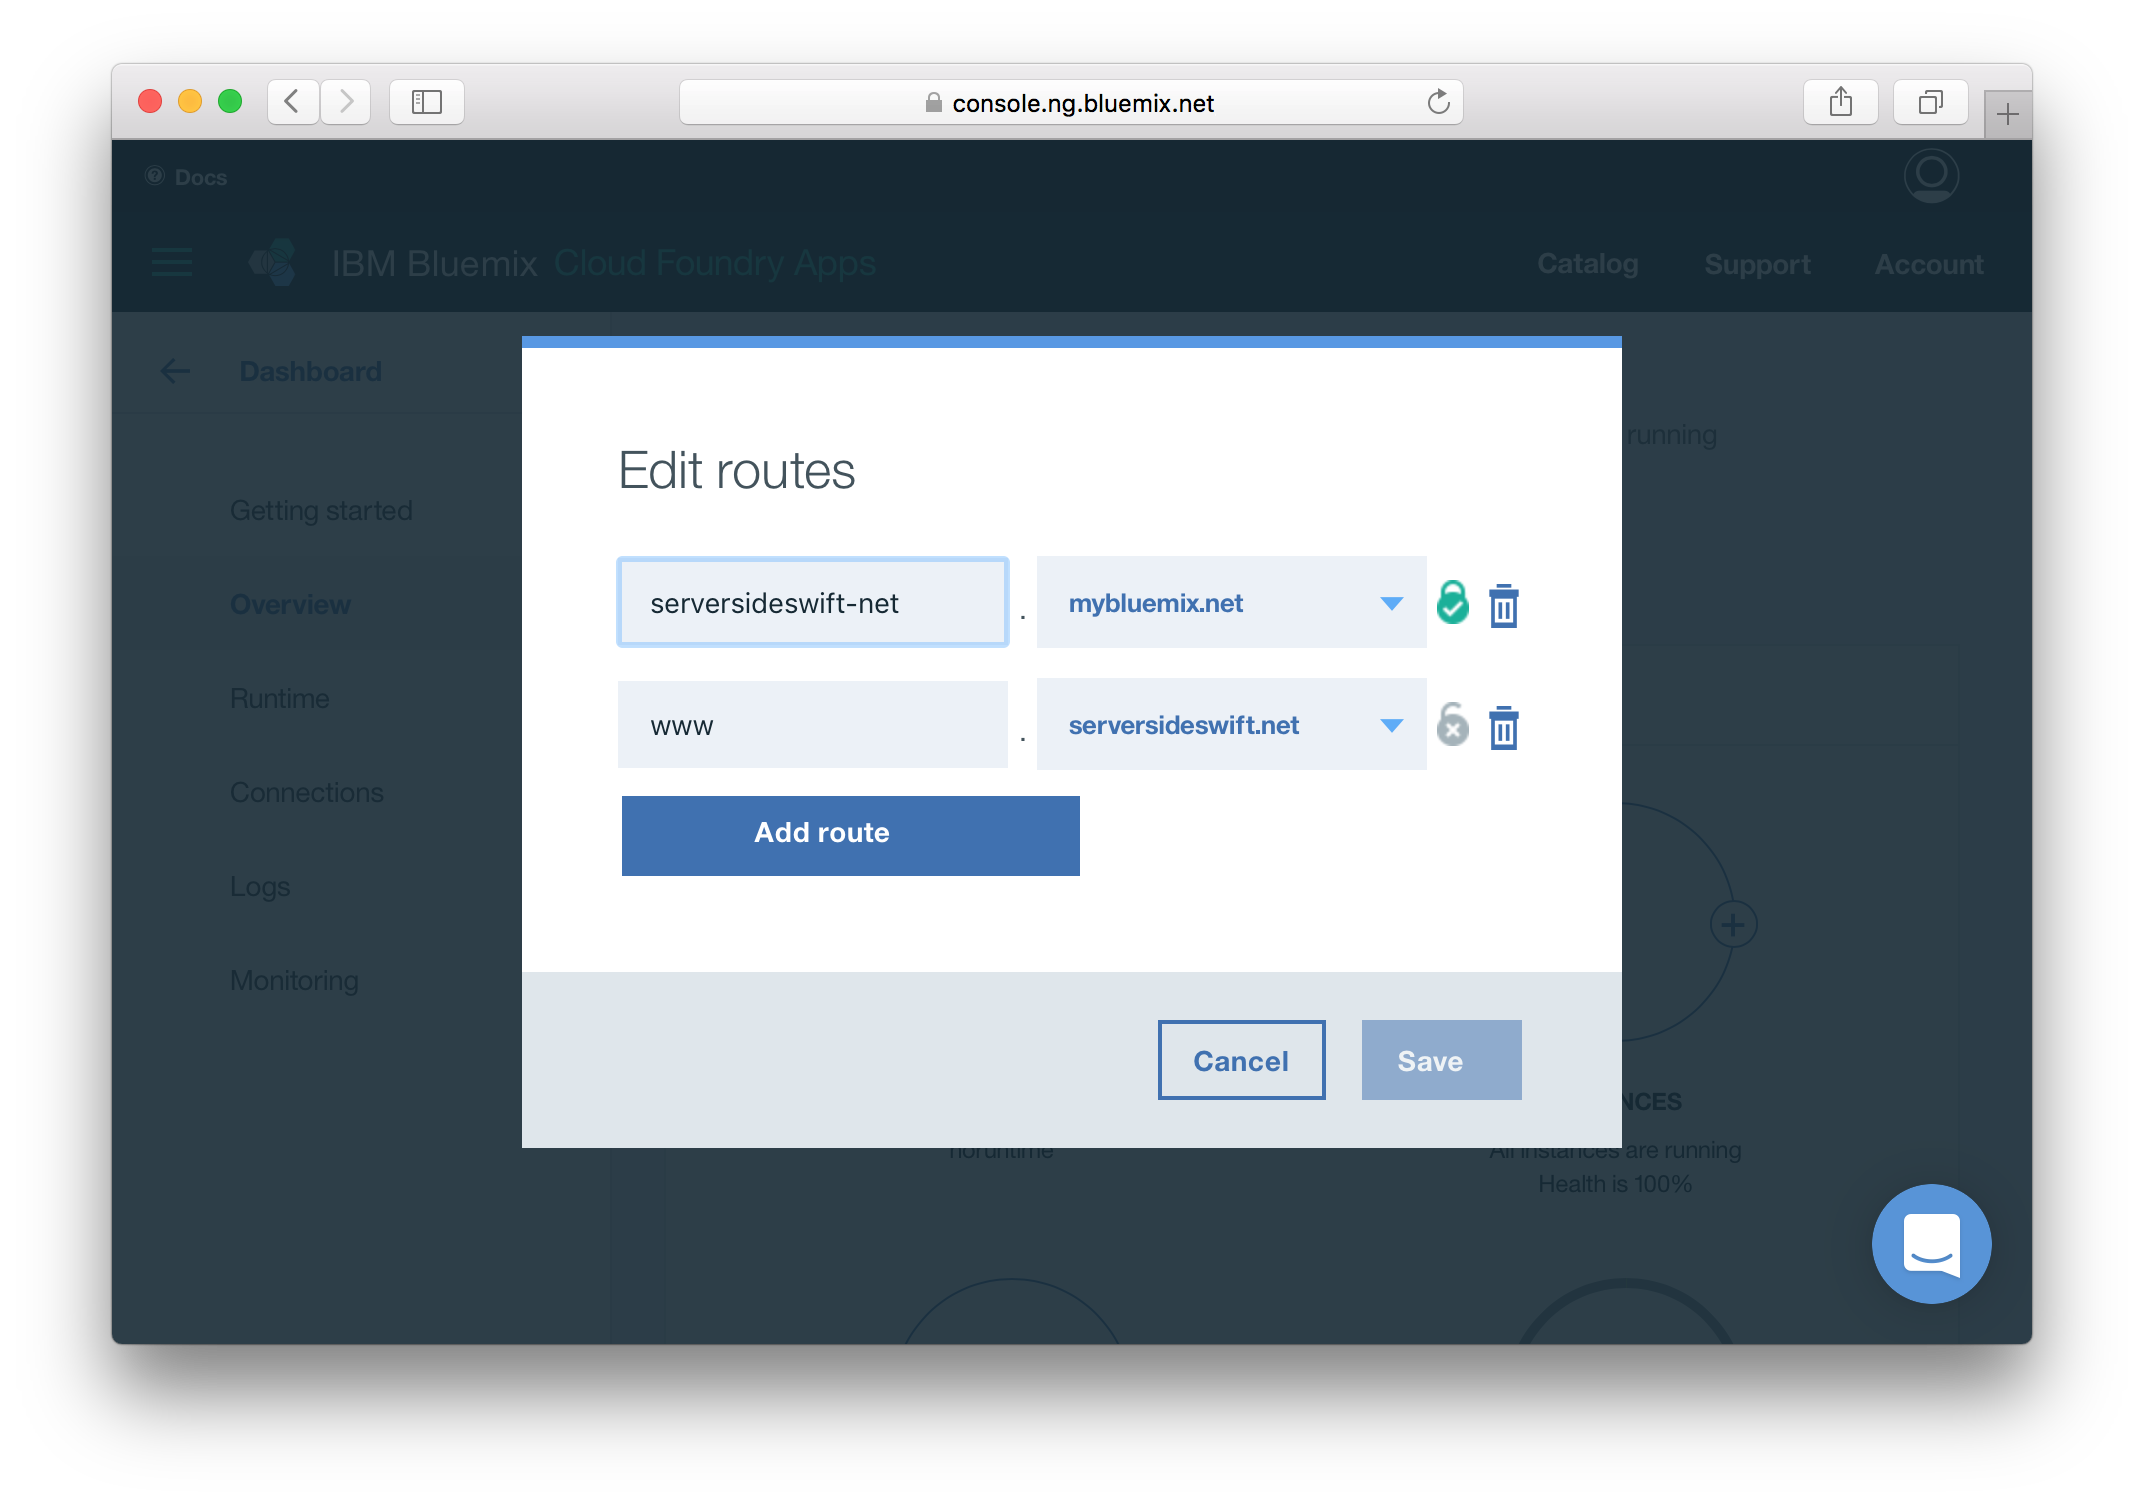 console.ng.bluemix.net
Docs
IBM Bluemix Cloud Foundry Apps
Catalog Support Account
Dashboard
running
Edit routes
Getting started
serversideswift-net . mybluemix.net
Overview
Runtime
www . serversideswift.net
Connections
Add route
Logs
Monitoring
Cancel Save
NCES
noruntime
All instances are running
Health is 100%